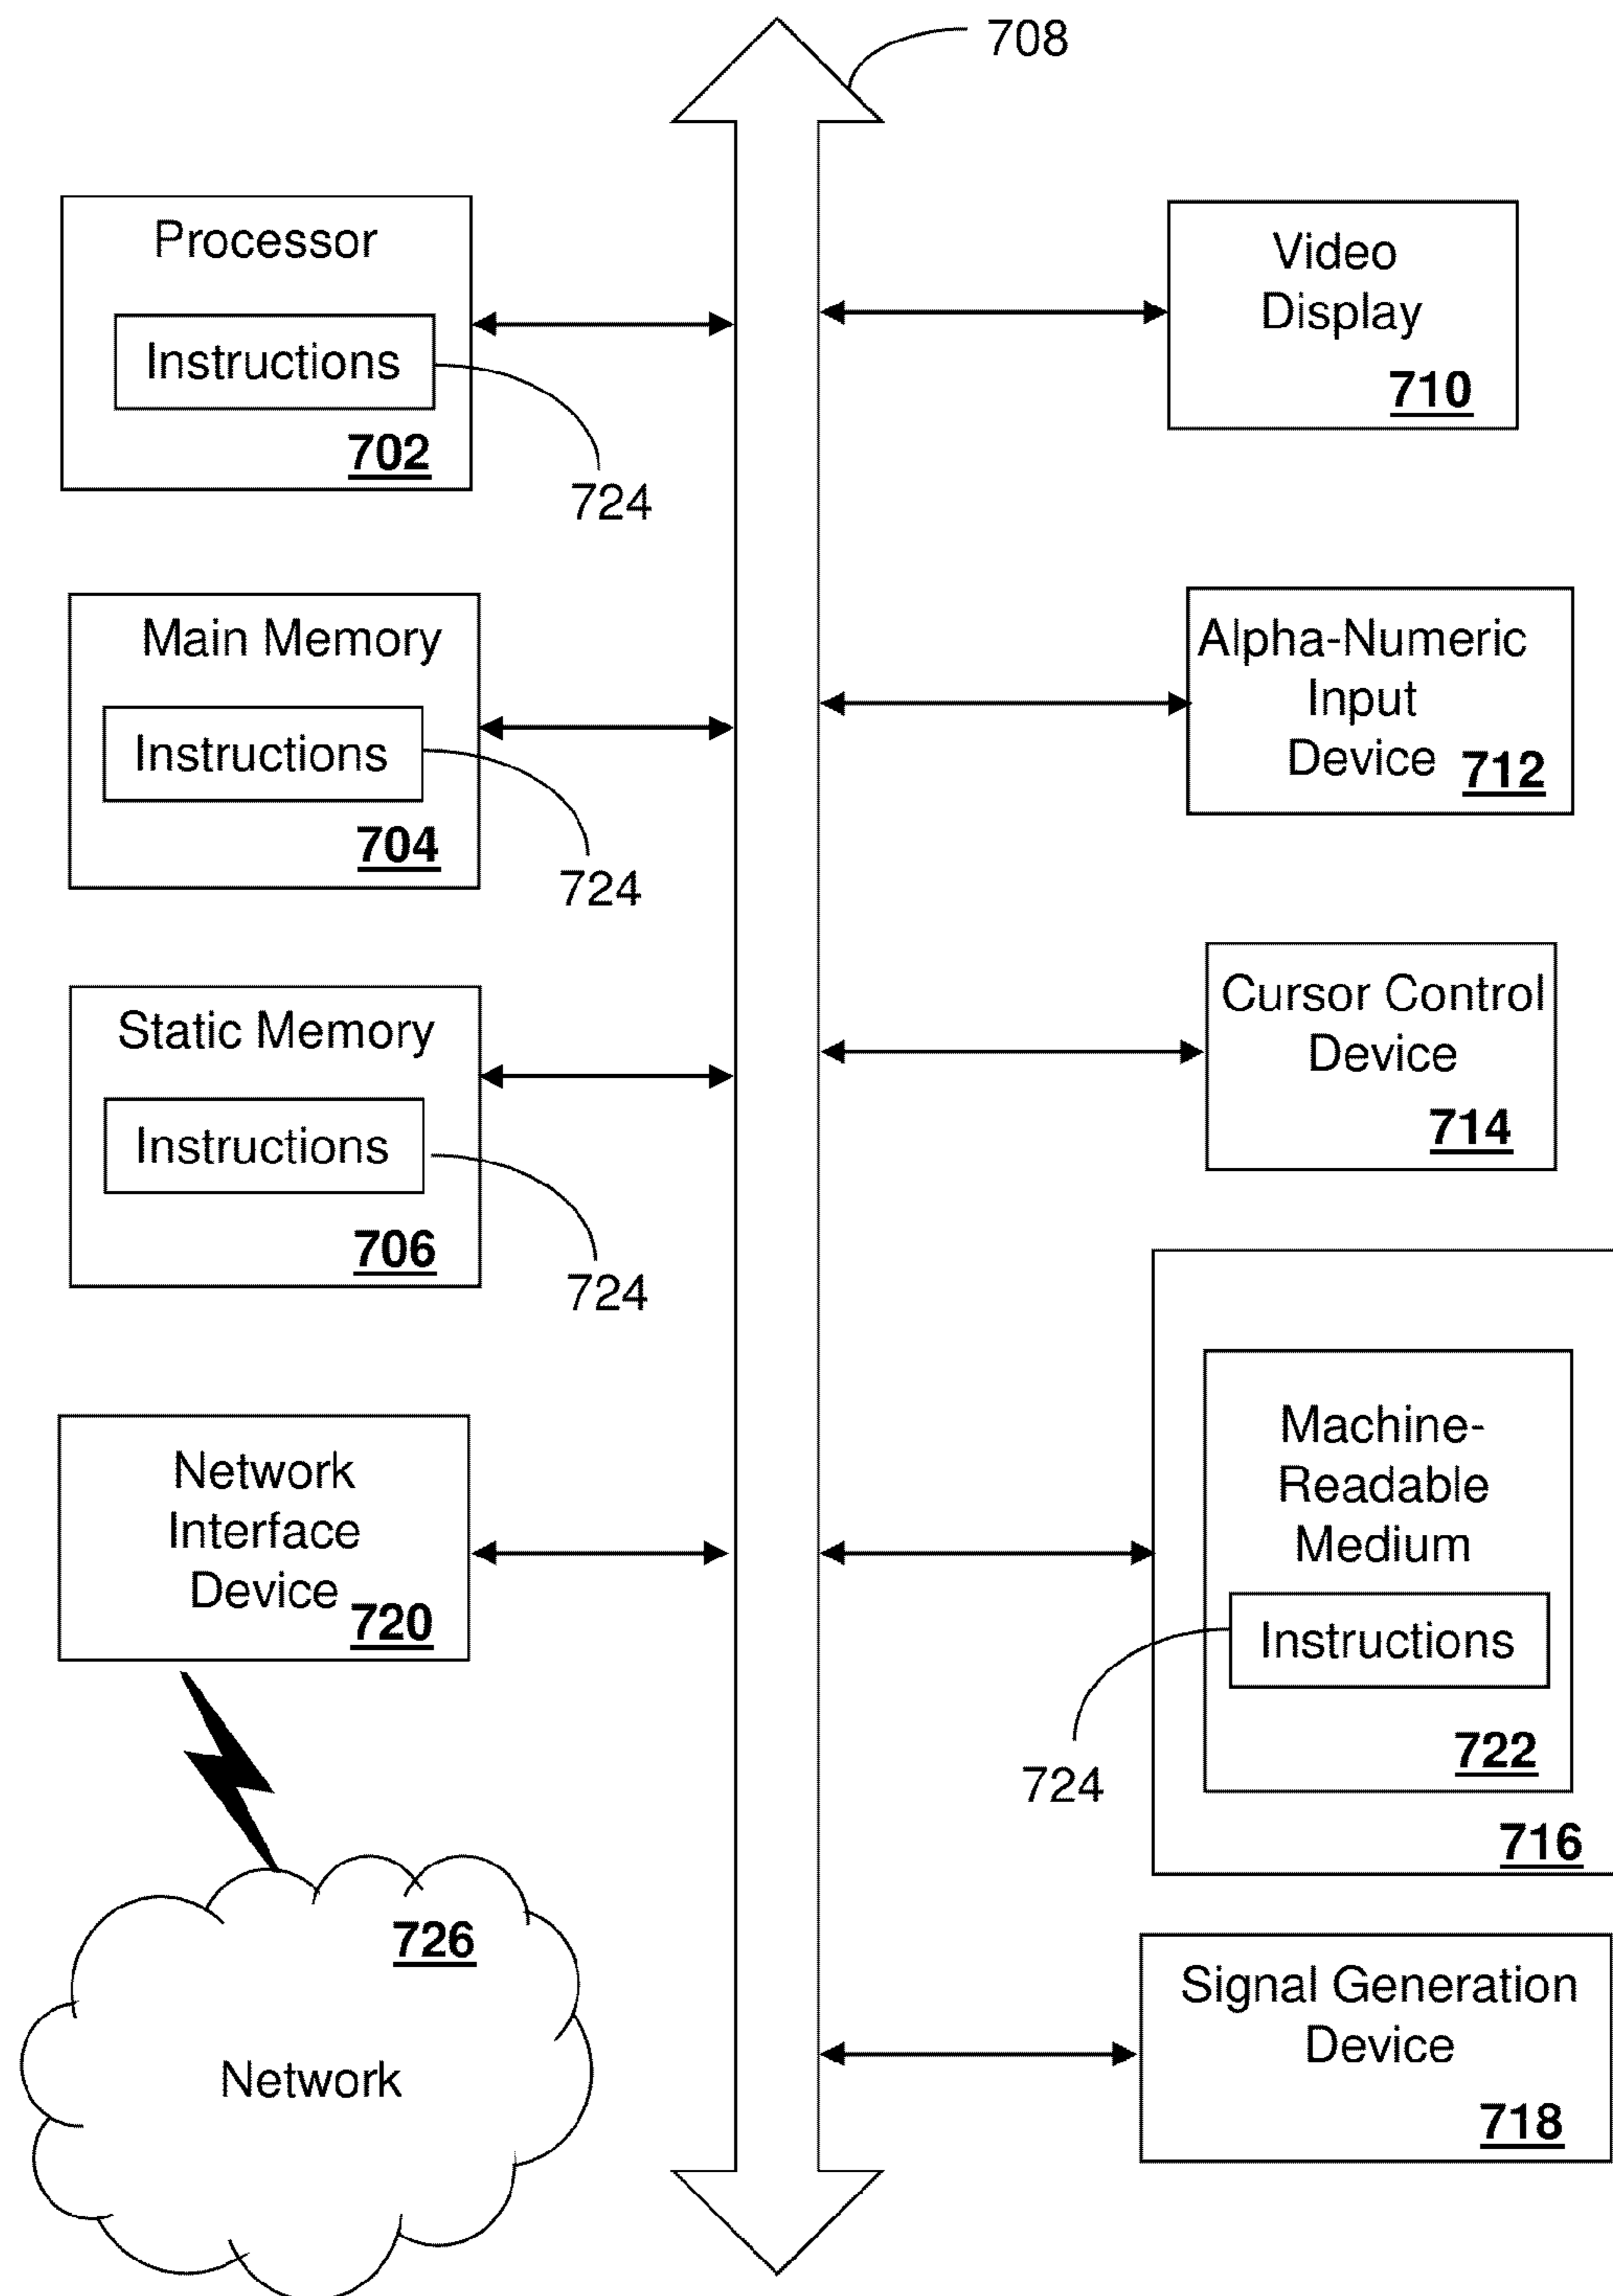 708
Processor
Instructions
702
724
Main Memory
Instructions
704
724
Static Memory
Instructions
706
724
Network
Interface
Device
720
726
Network
Video
Display
710
Alpha-Numeric
Input
Device 712
Cursor Control
Device
714
Machine-
Readable
Medium
Instructions
722
724
716
Signal Generation
Device
718